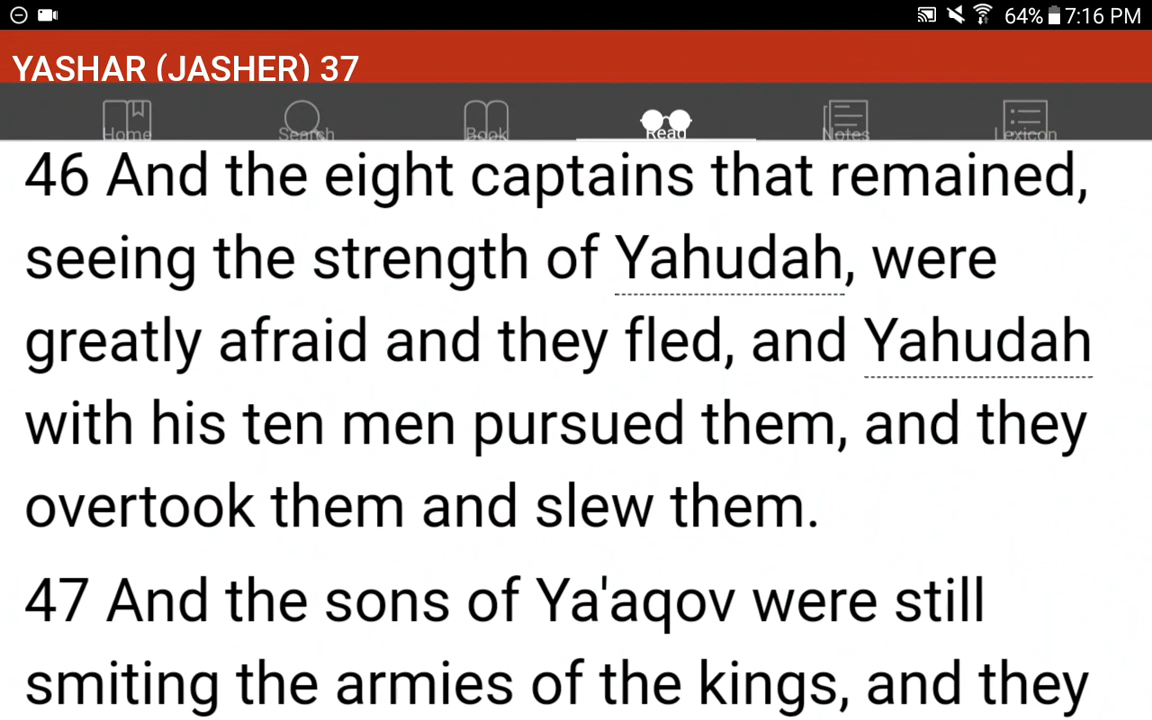 64% 7:16 PM
YASHAR (JASHER) 37
Home Search Book Read Notes Lexicon
46 And the eight captains that remained,
seeing the strength of Yahudah, were
greatly afraid and they fled, and Yahudah
with his ten men pursued them, and they
overtook them and slew them.
47 And the sons of Ya'aqov were still
smiting the armies of the kings, and they